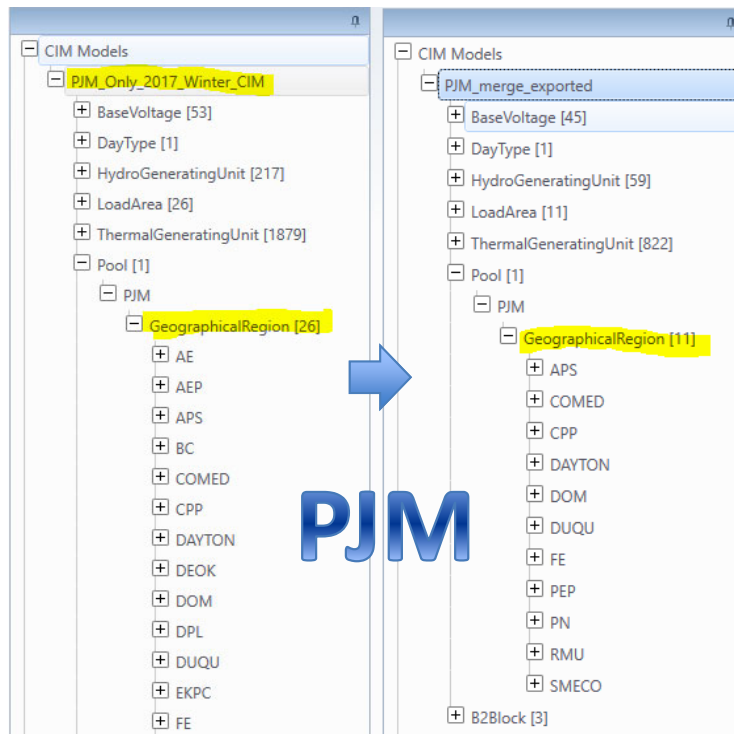 CIM Models
PJM_Only_2017_Winter_CIM
BaseVoltage [53]
DayType [1]
HydroGeneratingUnit [217]
LoadArea [26]
ThermalGeneratingUnit [1879]
Pool [1]
PJM
GeographicalRegion [26]
AE
AEP
APS
BC
COMED
CPP
DAYTON
DEOK
DOM
DPL
DUQU
EKPC
FE
PJM
CIM Models
PJM_merge_exported
BaseVoltage [45]
DayType [1]
HydroGeneratingUnit [59]
LoadArea [11]
ThermalGeneratingUnit [822]
Pool [1]
PJM
GeographicalRegion [11]
APS
COMED
CPP
DAYTON
DOM
DUQU
FE
PEP
PN
RMU
SMECO
B2Block [3]